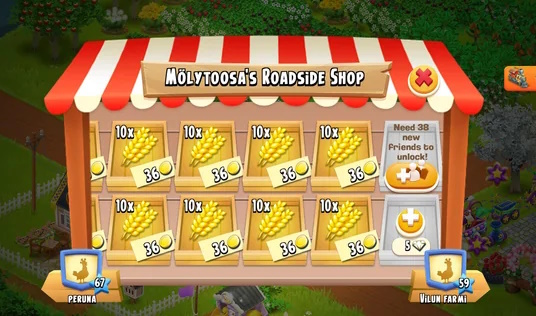 Mölytoosa's Roadside Shop
10x
10x
10x
10x
36
36
36
36
Need 38
new
friends to
unlock!
10x
10x
10x
10x
36
36
36
36
5
67
59
peruna
Vilun farmi